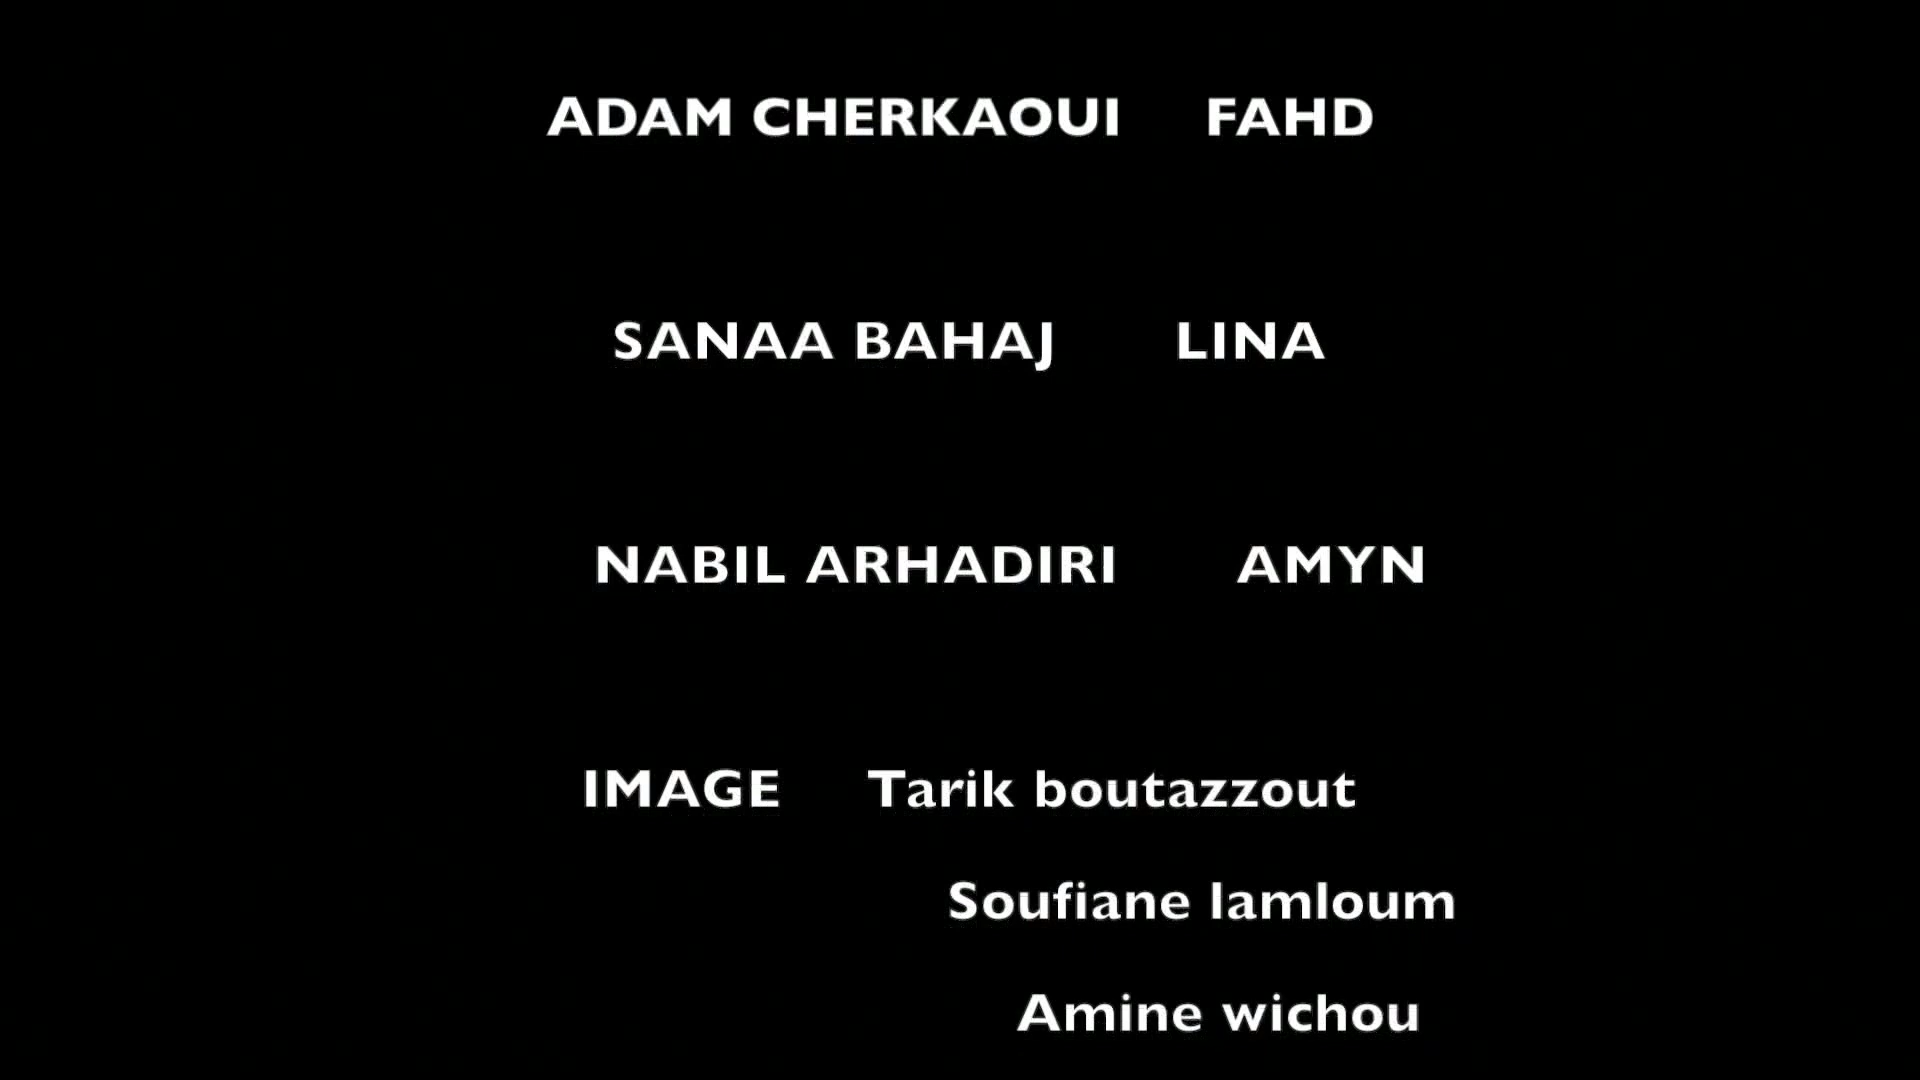 ADAM CHERKAOUI FAHD
SANAA BAHAJ LINA
NABIL ARHADIRI AMYN
IMAGE Tarik boutazzout
Soufiane lamloum
Amine wichou